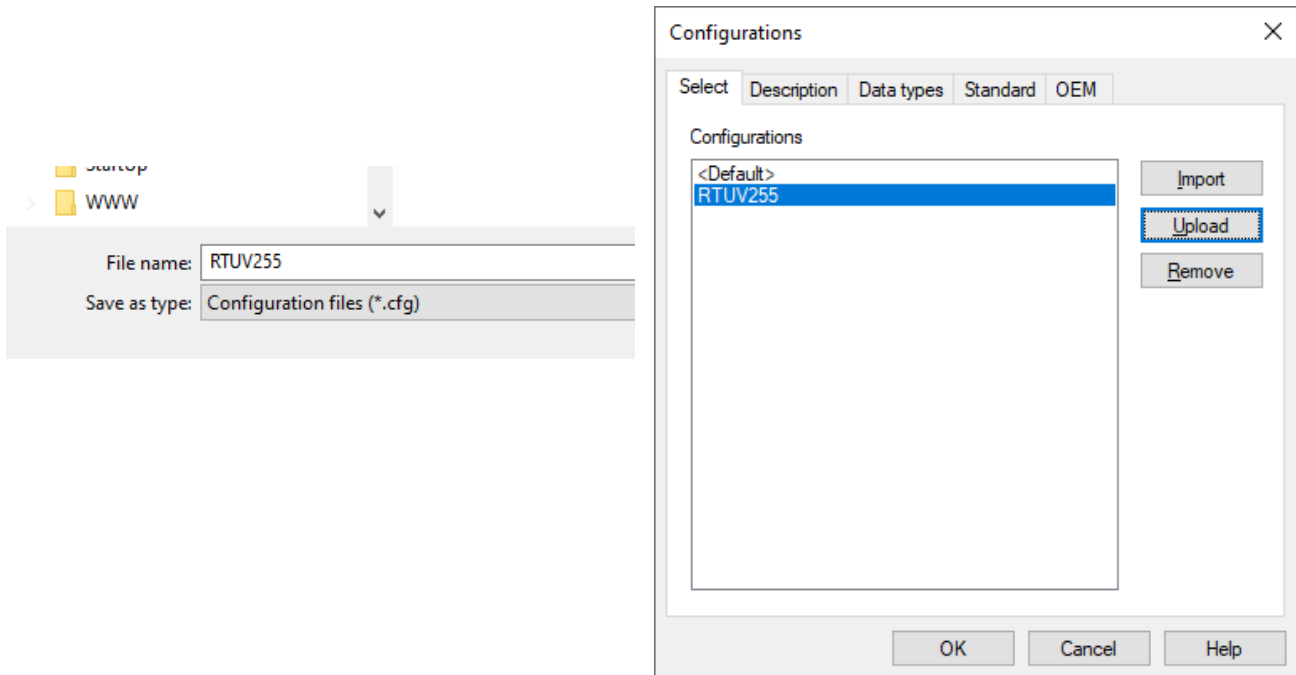 StartUp
WWW
File name: RTUV255
Save as type: Configuration files (*.cfg)
Configurations
Select Description Data types Standard OEM
Configurations
<Default>
RTUV255
Import
Upload
Remove
OK Cancel Help